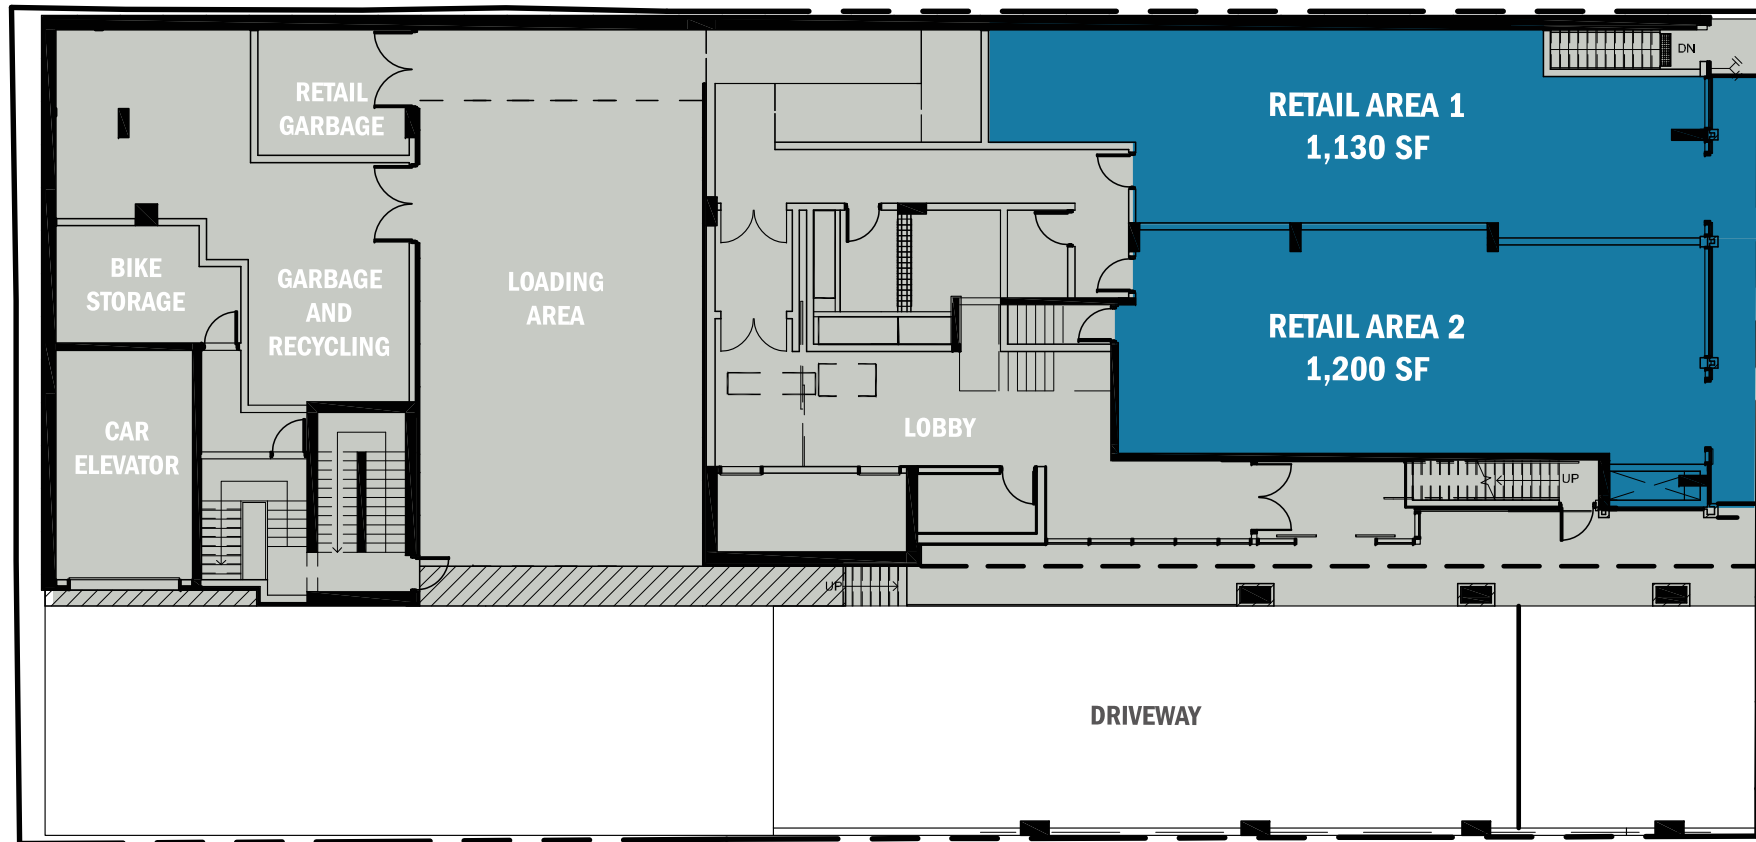 DN
RETAIL
GARBAGE
RETAIL AREA 1
1,130 SF
BIKE
STORAGE
GARBAGE
AND
RECYCLING
LOADING
AREA
RETAIL AREA 2
1,200 SF
CAR
ELEVATOR
LOBBY
UP
UP
DRIVEWAY